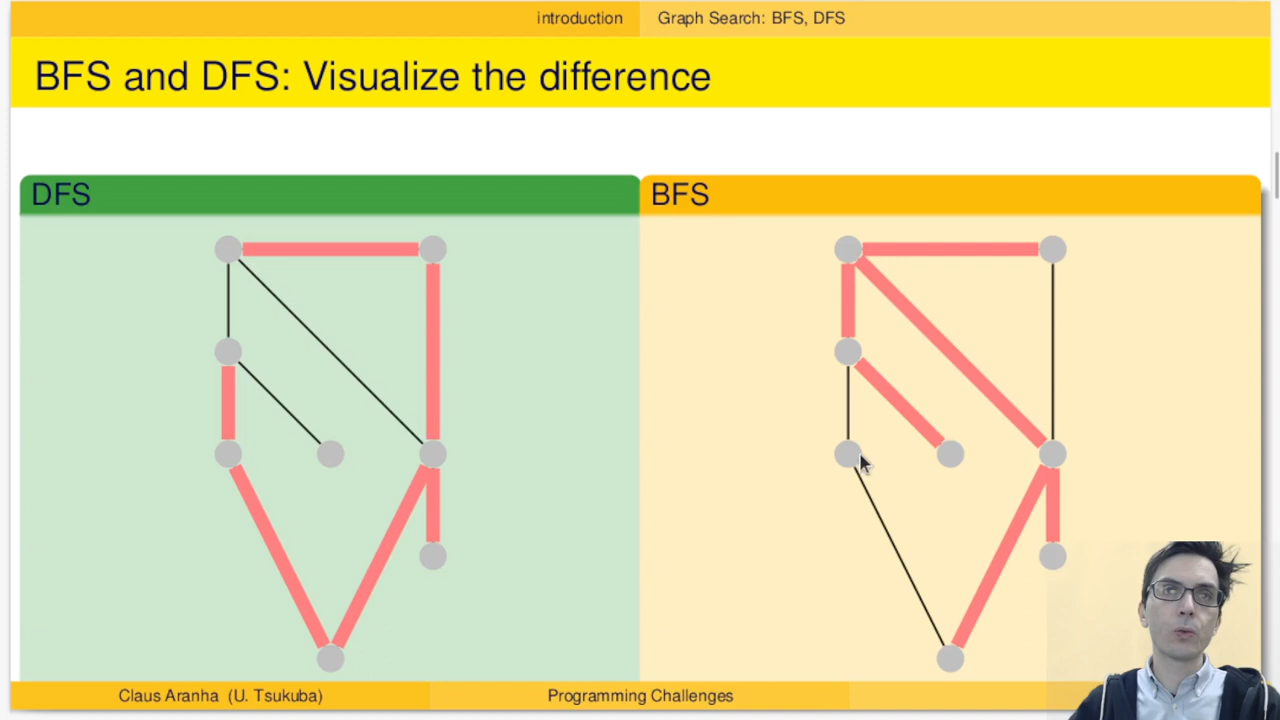 introduction
Graph Search: BFS, DFS
BFS and DFS: Visualize the difference
DFS
BFS
Claus Aranha (U. Tsukuba)
Programming Challenges